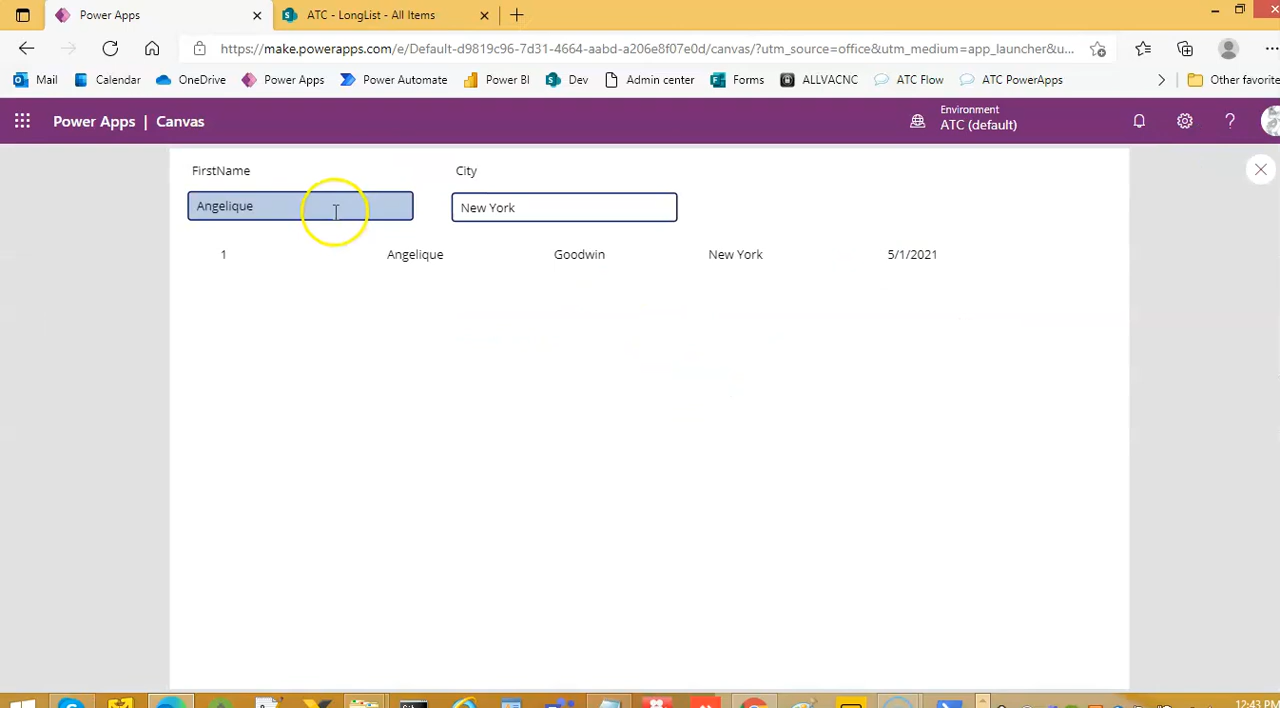 Power Apps
ATC - LongList - All Items
https://make.powerapps.com/e/Default-d9819c96-7d31-4664-aabd-a206e8f07e0d/canvas/?utm_source=office&utm_medium=app_launcher&u...
Mail Calendar OneDrive Power Apps Power Automate Power BI Dev Admin center Forms ALLVACNC ATC Flow ATC PowerApps Other favorite
Power Apps | Canvas
Environment
ATC (default)
FirstName City
Angelique New York
1 Angelique Goodwin New York 5/1/2021
12:43 PM